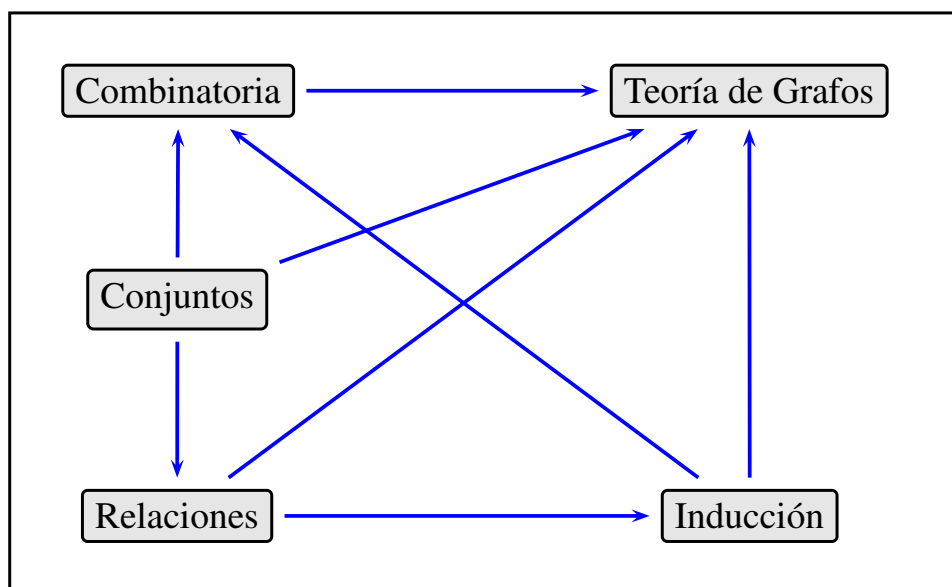 Combinatoria
Teoría de Grafos
Conjuntos
Relaciones
Inducción